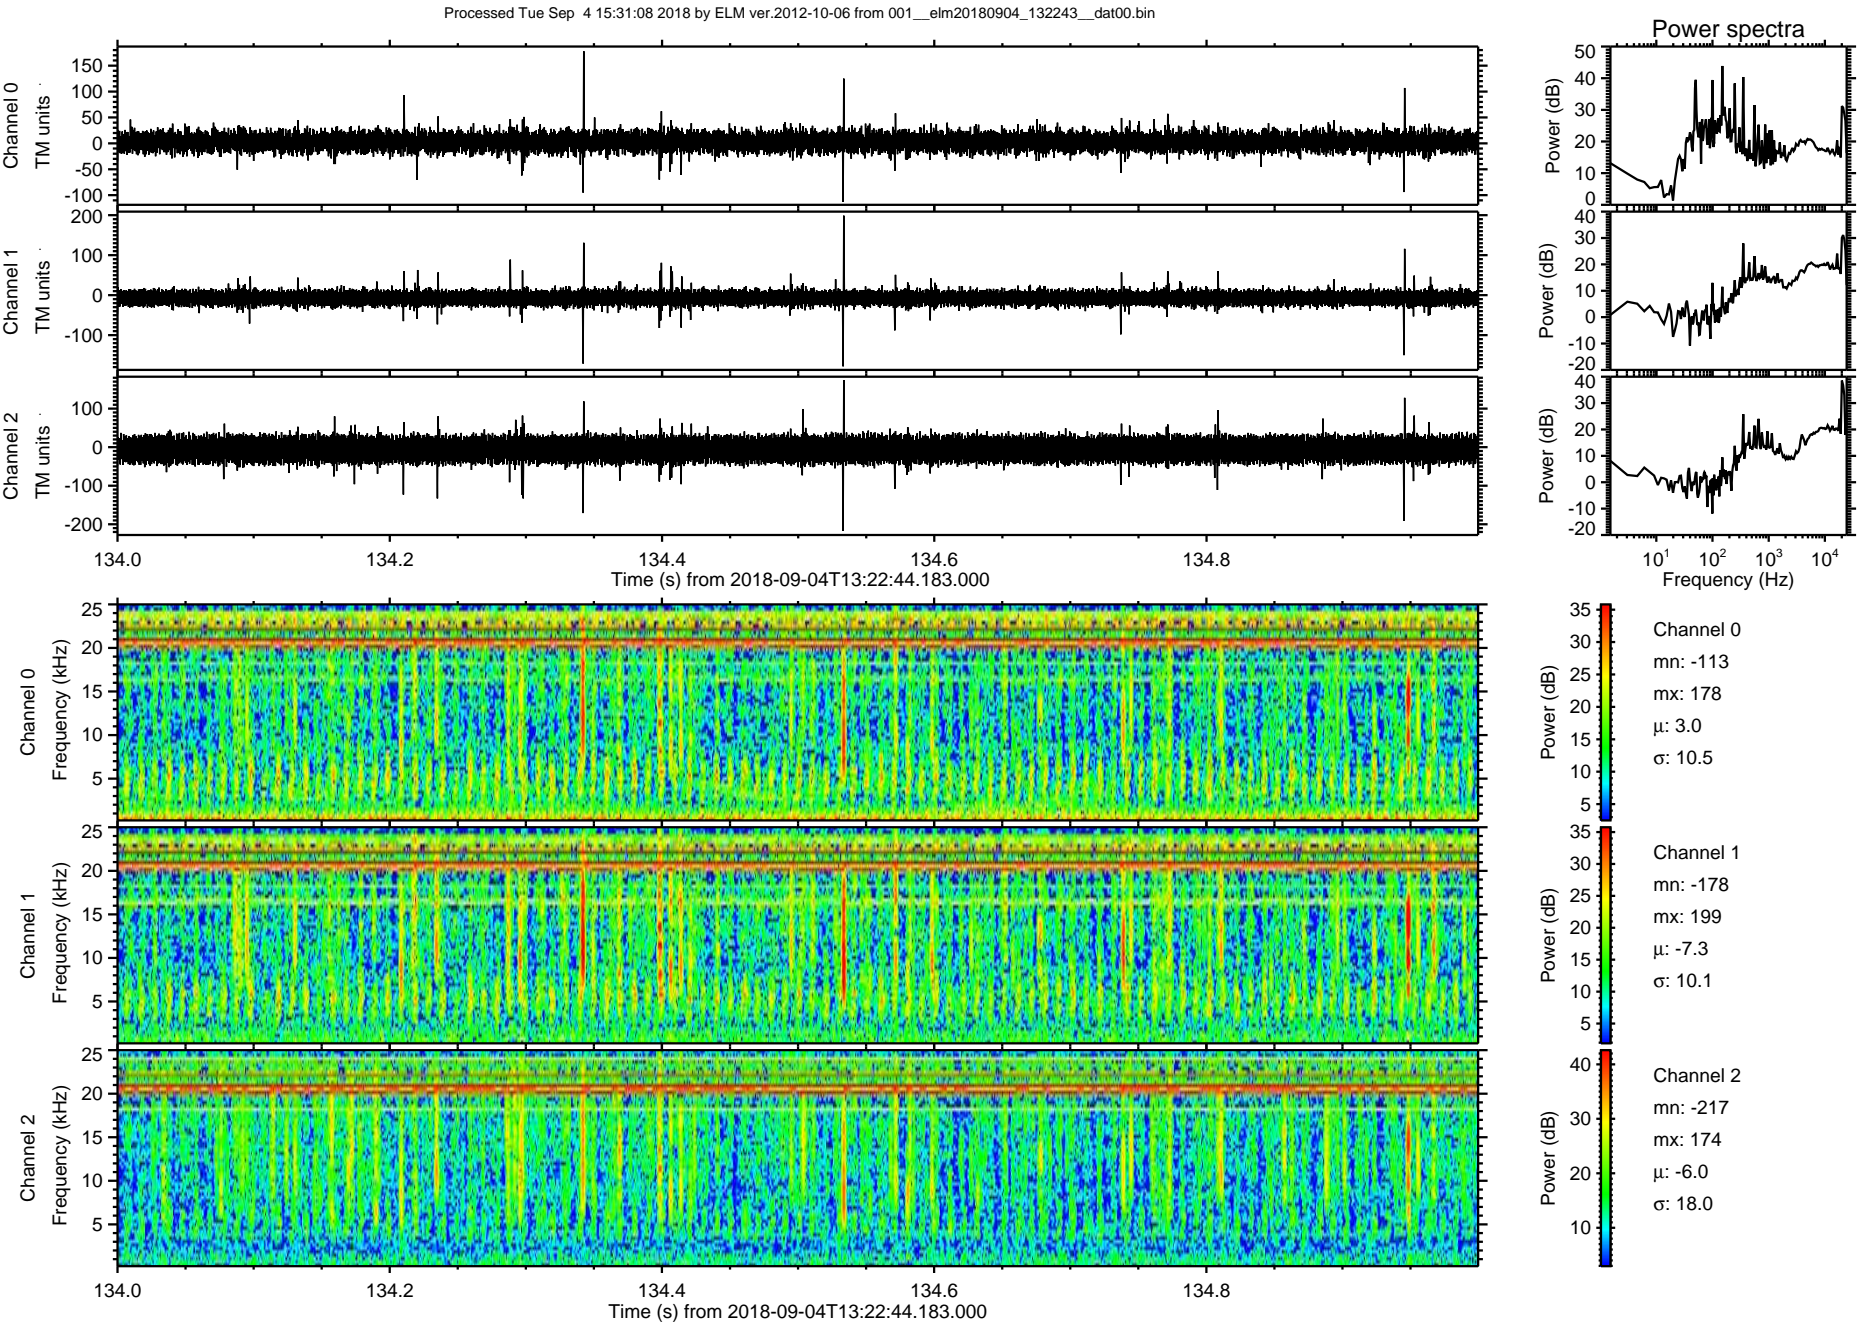 Processed Tue Sep  4 15:31:08 2018 by ELM ver.2012-10-06 from 001__elm20180904_132243__dat00.bin
Power spectra
Channel 0
TM units
150
100
50
0
-50
-100
Power (dB)
50
40
30
20
10
0
Channel 1
TM units
200
100
0
-100
Power (dB)
40
30
20
10
0
-10
-20
Channel 2
TM units
100
0
-100
-200
Power (dB)
40
30
20
10
0
-10
-20
134.0
134.2
134.4
134.6
134.8
Time (s) from 2018-09-04T13:22:44.183.000
10¹
10²
10³
10⁴
Frequency (Hz)
Channel 0
Frequency (kHz)
25
20
15
10
5
Power (dB)
35
30
25
20
15
10
5
Channel 0
mn: -113
mx: 178
μ: 3.0
σ: 10.5
Channel 1
Frequency (kHz)
25
20
15
10
5
Power (dB)
35
30
25
20
15
10
5
Channel 1
mn: -178
mx: 199
μ: -7.3
σ: 10.1
Channel 2
Frequency (kHz)
25
20
15
10
5
Power (dB)
40
30
20
10
Channel 2
mn: -217
mx: 174
μ: -6.0
σ: 18.0
134.0
134.2
134.4
134.6
134.8
Time (s) from 2018-09-04T13:22:44.183.000